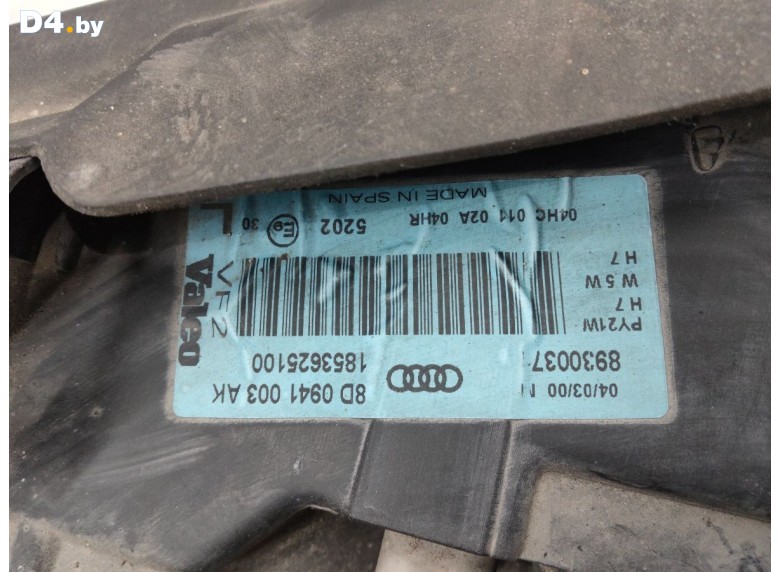 D4.by
04/03/00
8D 0941 003 AK
8930037
1853625100
PY21W
H7
W5W
H7
VF2
Valeo
04HC 011 02A 04HR
5202
E9
30
L
MADE IN SPAIN